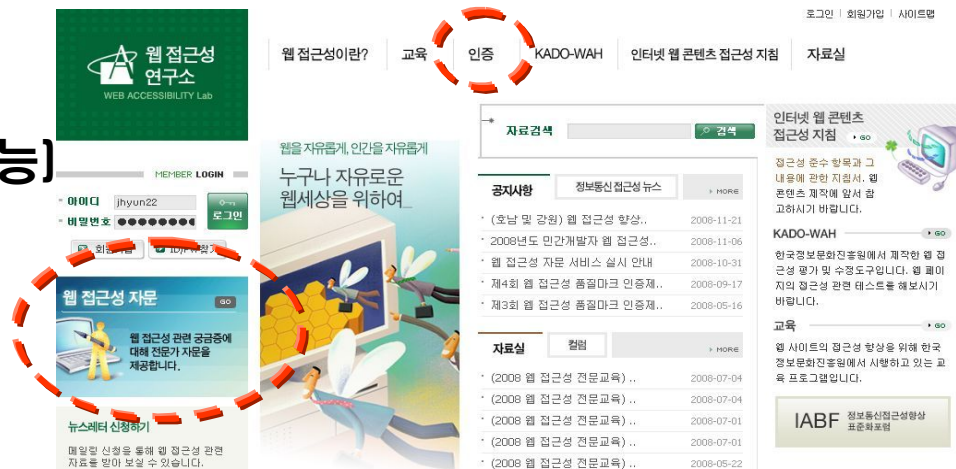 로그인 | 회원가입 | 사이트맵
웹 접근성
연구소
WEB ACCESSIBILITY Lab
웹 접근성이란? 교육 인증 KADO-WAH 인터넷 웹 콘텐츠 접근성 지침 자료실
능]
MEMBER LOGIN
아이디 jhyun22
비밀번호 ●●●●●●●●
로그인
웹 접근성 자문 GO
웹 접근성 관련 궁금증에
대해 전문가 자문을
제공합니다.
뉴스레터 신청하기
메일링 신청을 통해 웹 접근성 관련
자료를 받아 보실 수 있습니다.
웹을 자유롭게, 인간을 자유롭게
누구나 자유로운
웹세상을 위하여_
자료검색 검색
공지사항 정보통신 접근성 뉴스 MORE
(호남 및 강원) 웹 접근성 향상.. 2008-11-21
2008년도 민간개발자 웹 접근성.. 2008-11-06
웹 접근성 자문 서비스 실시 안내 2008-10-31
제4회 웹 접근성 품질마크 인증제.. 2008-09-17
제3회 웹 접근성 품질마크 인증제.. 2008-05-16
자료실 컬럼 MORE
(2008 웹 접근성 전문교육) .. 2008-07-04
(2008 웹 접근성 전문교육) .. 2008-07-04
(2008 웹 접근성 전문교육) .. 2008-07-01
(2008 웹 접근성 전문교육) .. 2008-07-01
(2008 웹 접근성 전문교육) .. 2008-05-22
인터넷 웹 콘텐츠
접근성 지침 GO
접근성 준수 항목과 그
내용에 관한 지침서. 웹
콘텐츠 제작에 앞서 참
고하시기 바랍니다.
KADO-WAH GO
한국정보문화진흥원에서 제작한 웹 접
근성 평가 및 수정도구입니다. 웹 페이
지의 접근성 관련 테스트를 해보시기
바랍니다.
교육 GO
웹 사이트의 접근성 향상을 위해 한국
정보문화진흥원에서 시행하고 있는 교
육 프로그램입니다.
IABF 정보통신접근성향상
표준화포럼